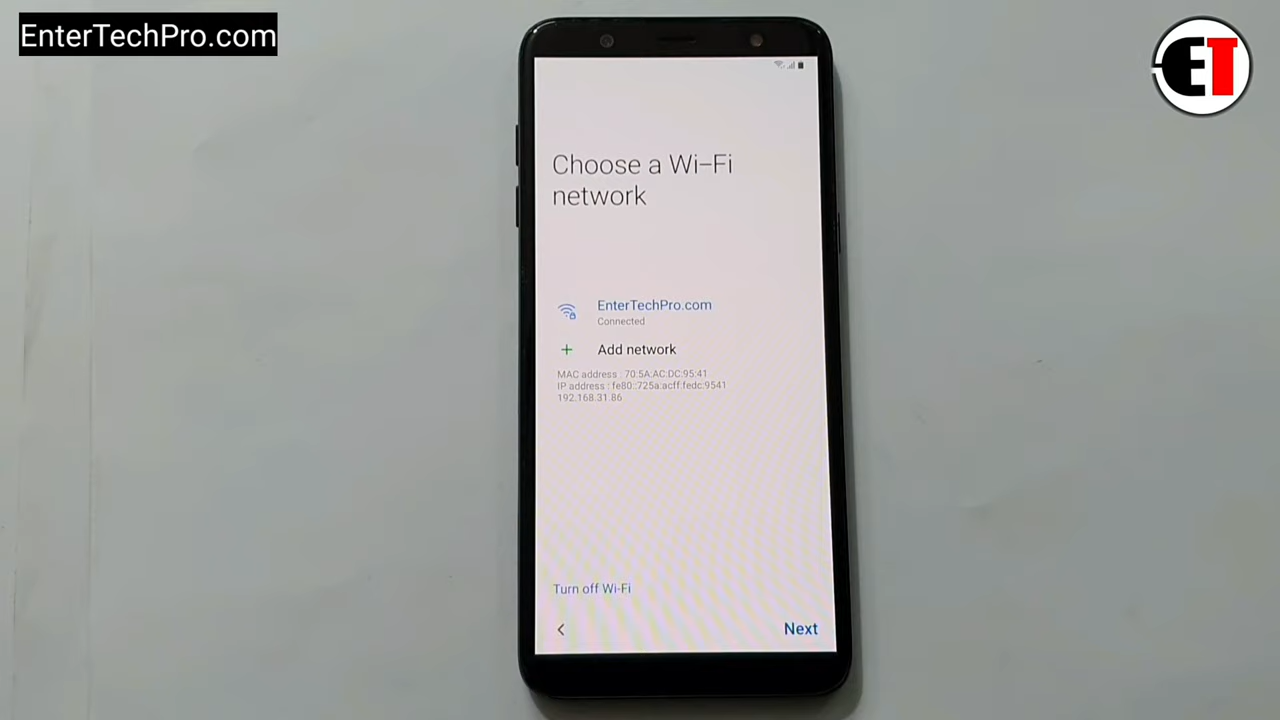 EnterTechPro.com
ET
Choose a Wi-Fi
network
EnterTechPro.com
Connected
Add network
MAC address : 70:5A:AC:DC:95:41
IP address : fe80::725a:acff:fedc:9541
192.168.31.86
Turn off Wi-Fi
Next